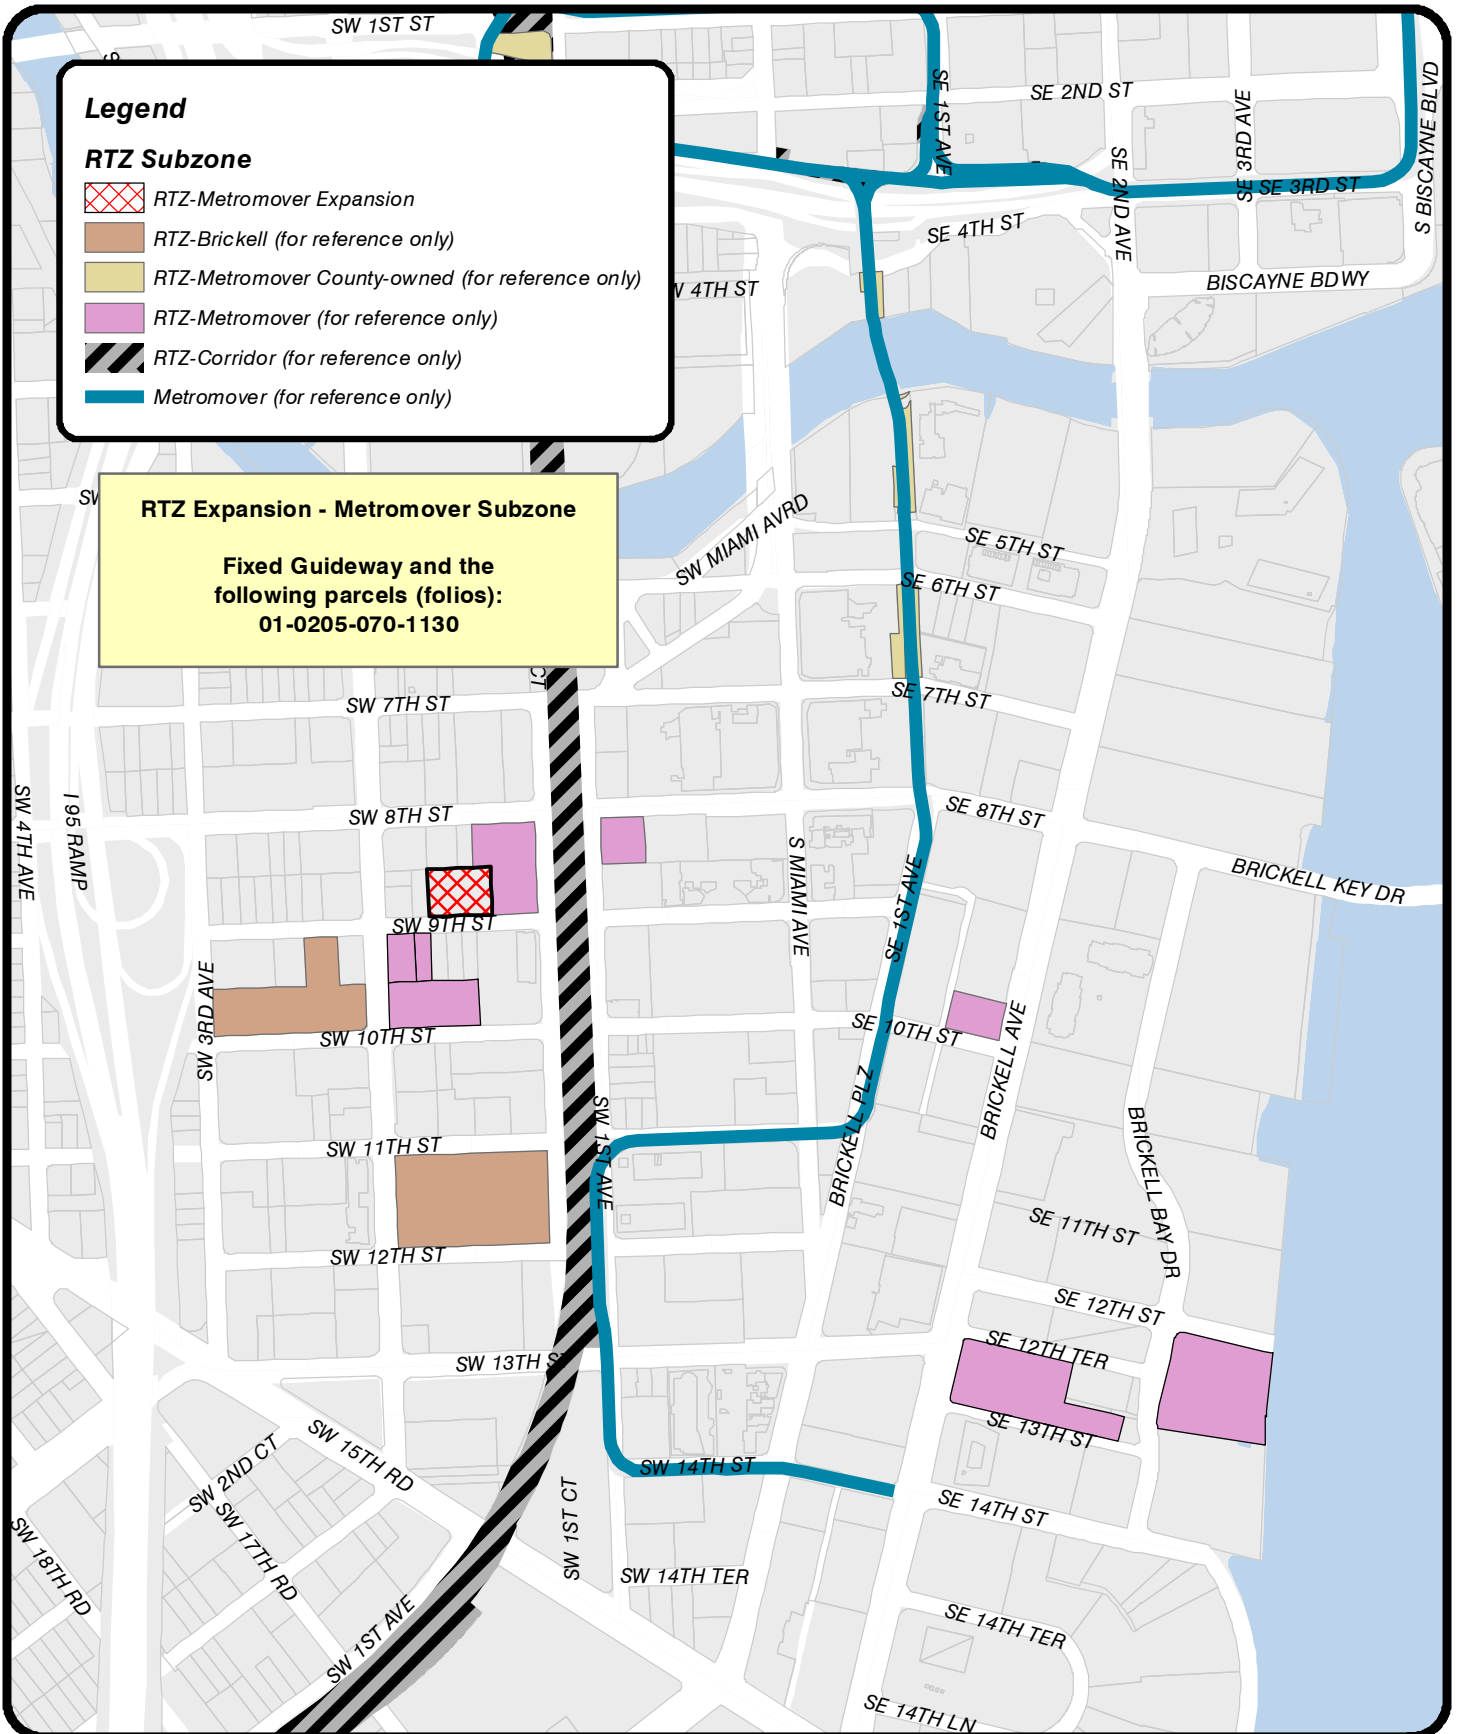 SW 1ST ST
SE 1ST AVE
SE 2ND ST
SE 2ND AVE
SE 3RD AVE
SE 3RD ST
S BISCAYNE BLVD
Legend
RTZ Subzone
RTZ-Metromover Expansion
RTZ-Brickell (for reference only)
RTZ-Metromover County-owned (for reference only)
RTZ-Metromover (for reference only)
RTZ-Corridor (for reference only)
Metromover (for reference only)
SE 4TH ST
W 4TH ST
BISCAYNE BDWY
SW
RTZ Expansion - Metromover Subzone
Fixed Guideway and the
following parcels (folios):
01-0205-070-1130
SW MIAMI AVRD
SE 5TH ST
SE 6TH ST
CT
SW 7TH ST
SE 7TH ST
SW 4TH AVE
I 95 RAMP
SW 8TH ST
SE 8TH ST
S MIAMI AVE
SE 1ST AVE
BRICKELL KEY DR
SW 9TH ST
SW 3RD AVE
SW 10TH ST
SE 10TH ST
BRICKELL AVE
BRICKELL PLZ
SW 1ST AVE
SW 11TH ST
BRICKELL BAY DR
SE 11TH ST
SW 12TH ST
SE 12TH ST
SE 12TH TER
SW 13TH ST
SE 13TH ST
SW 2ND CT
SW 15TH RD
SW 14TH ST
SE 14TH ST
SW 18TH RD
SW 17TH RD
SW 1ST CT
SW 14TH TER
SW 1ST AVE
SE 14TH TER
SE 14TH LN